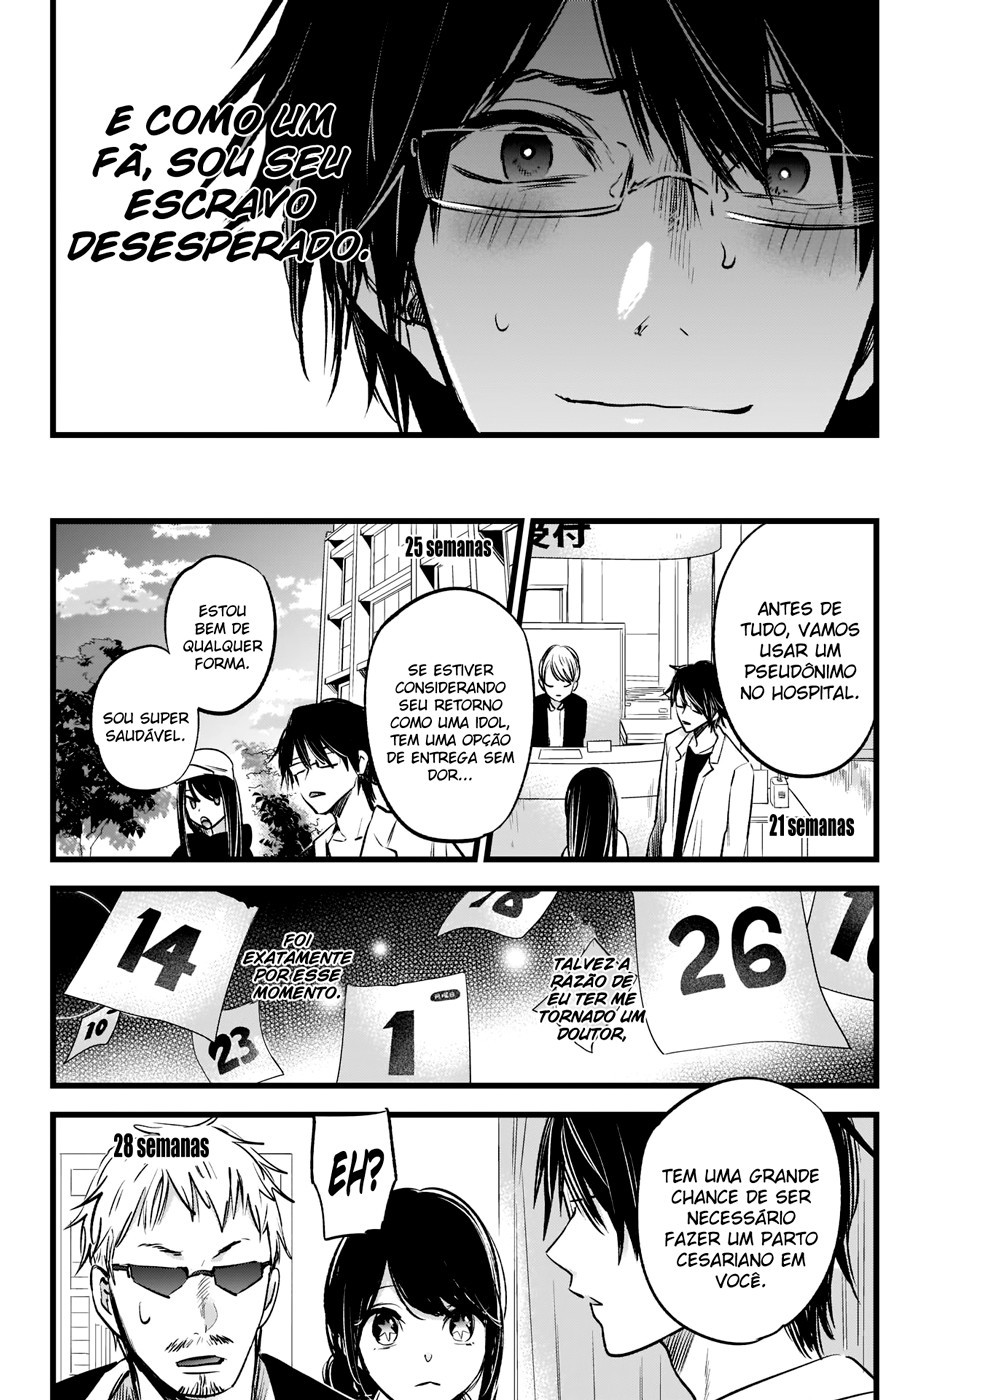 E COMO UM
FÃ, SOU SEU
ESCRAVO
DESESPERADO.
受付
ANTES DE
TUDO, VAMOS
USAR UM
PSEUDÔNIMO
NO HOSPITAL.
21 semanas
25 semanas
SE ESTIVER
CONSIDERANDO
SEU RETORNO
COMO UMA IDOL,
TEM UMA OPÇÃO
DE ENTREGA SEM
DOR...
ESTOU
BEM DE
QUALQUER
FORMA.
SOU SUPER
SAUDÁVEL.
26
18
TALVEZ A
RAZÃO DE
EU TER ME
TORNADO UM
DOUTOR,
1
月曜日
FOI
EXATAMENTE
POR ESSE
MOMENTO.
14
23
10
TEM UMA GRANDE
CHANCE DE SER
NECESSÁRIO
FAZER UM PARTO
CESARIANO EM
VOCÊ.
EH?
28 semanas